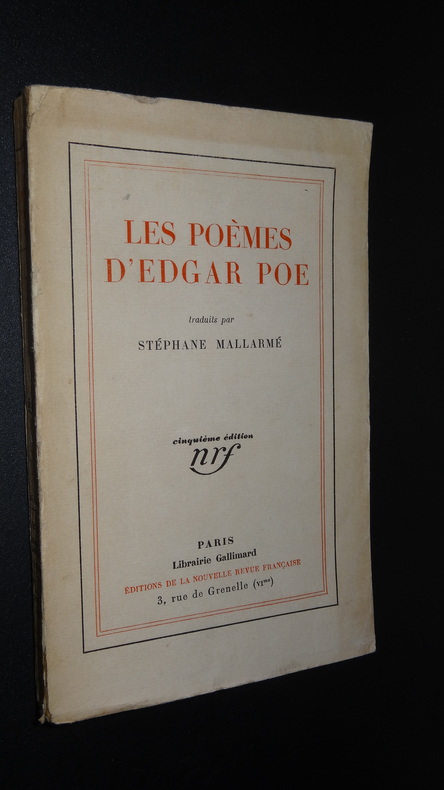 LES POÈMES
D'EDGAR POE
traduits par
STÉPHANE MALLARMÉ
cinquième édition
nrf
PARIS
Librairie Gallimard
ÉDITIONS DE LA NOUVELLE REVUE FRANÇAISE
3, rue de Grenelle (VIme)